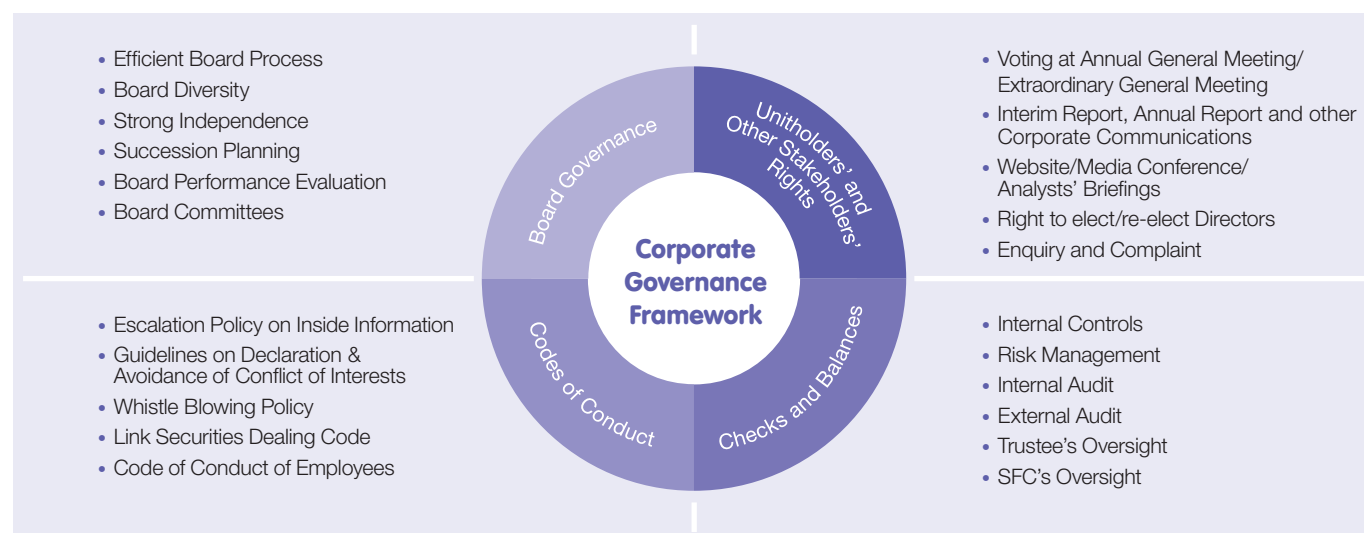 Efficient Board Process
Board Diversity
Strong Independence
Succession Planning
Board Performance Evaluation
Board Committees
Board Governance
Unitholders' and
Other Stakeholders'
Rights
Voting at Annual General Meeting/
Extraordinary General Meeting
Interim Report, Annual Report and other
Corporate Communications
Website/Media Conference/
Analysts' Briefings
Right to elect/re-elect Directors
Enquiry and Complaint
Corporate
Governance
Framework
Escalation Policy on Inside Information
Guidelines on Declaration &
Avoidance of Conflict of Interests
Whistle Blowing Policy
Link Securities Dealing Code
Code of Conduct of Employees
Codes of Conduct
Checks and Balances
Internal Controls
Risk Management
Internal Audit
External Audit
Trustee's Oversight
SFC's Oversight